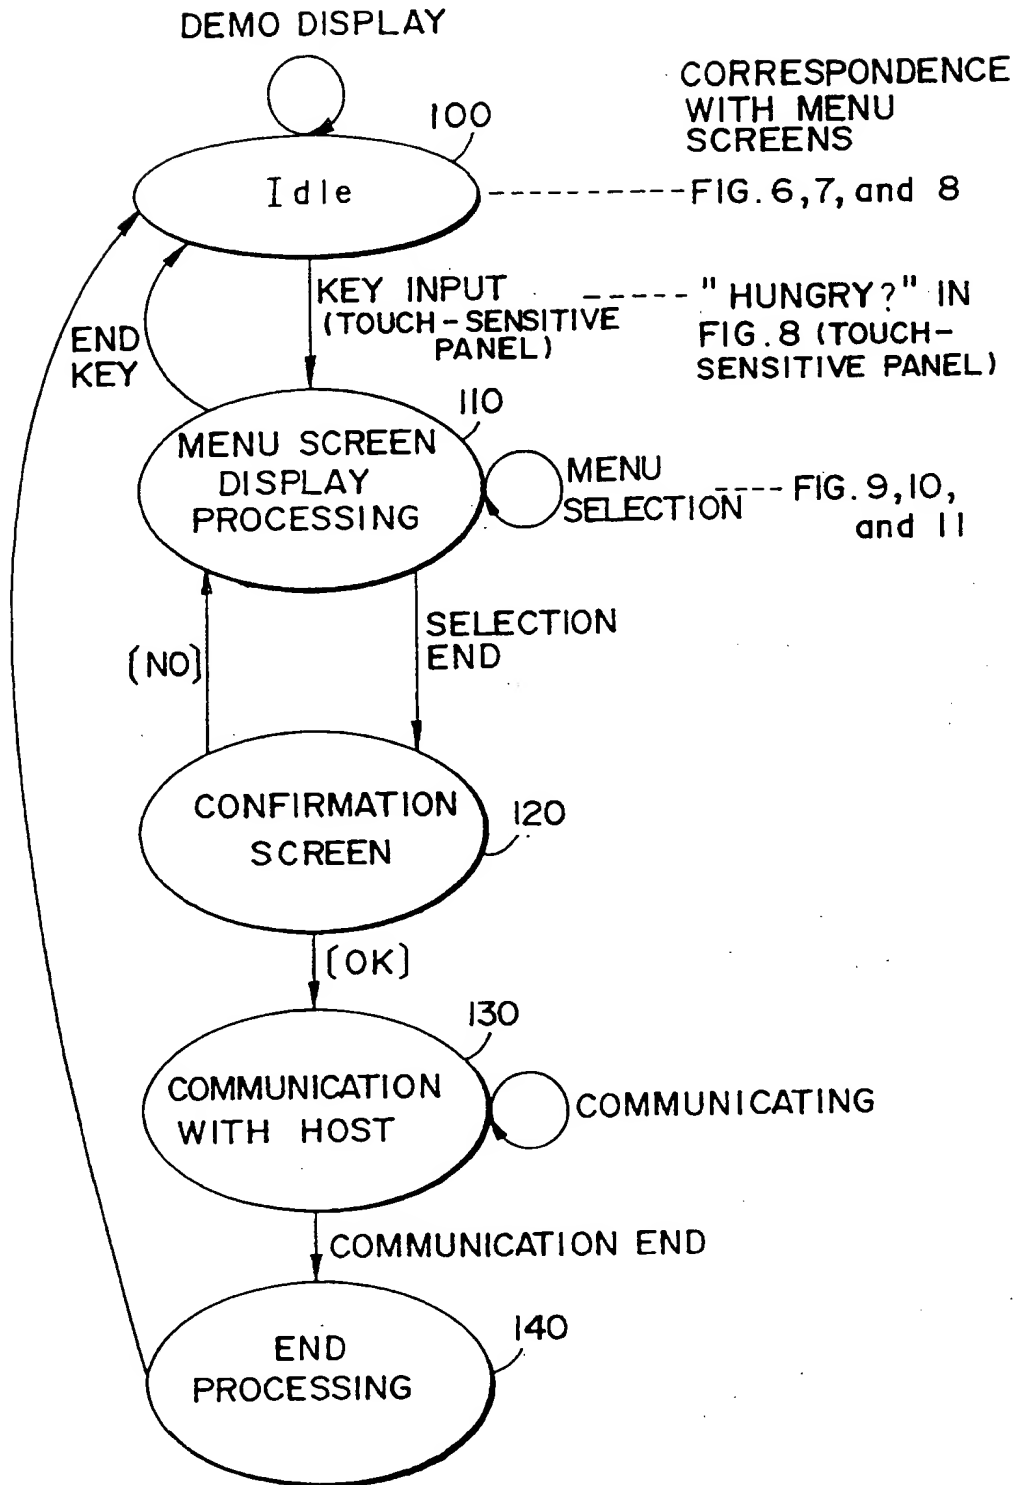 DEMO DISPLAY
CORRESPONDENCE
WITH MENU
SCREENS
100
Idle
FIG. 6,7, and 8
KEY INPUT
(TOUCH-SENSITIVE
PANEL)
"HUNGRY?" IN
FIG. 8 (TOUCH-
SENSITIVE PANEL)
END
KEY
110
MENU SCREEN
DISPLAY
PROCESSING
MENU
SELECTION
FIG. 9,10,
and 11
SELECTION
END
[NO]
CONFIRMATION
SCREEN
120
[OK]
130
COMMUNICATION
WITH HOST
COMMUNICATING
COMMUNICATION END
140
END
PROCESSING